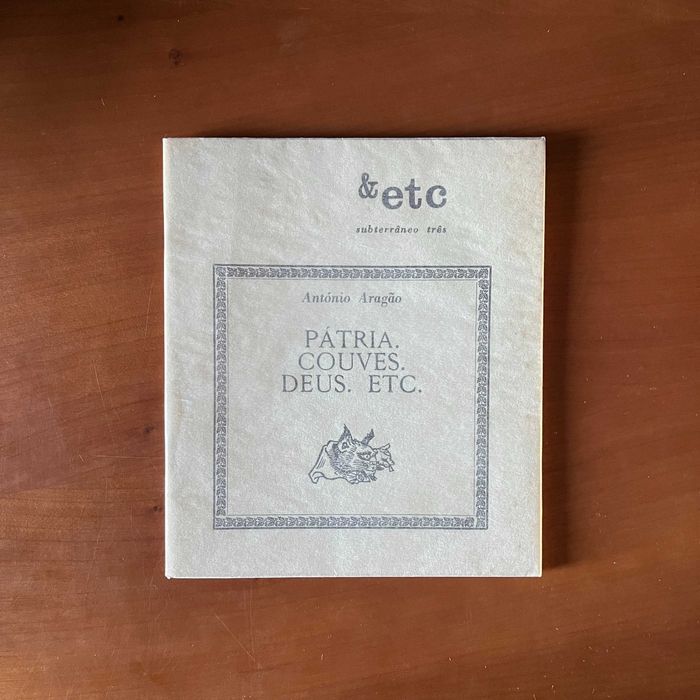 &etc
subterrâneo três
António Aragão
PÁTRIA.
COUVES.
DEUS. ETC.